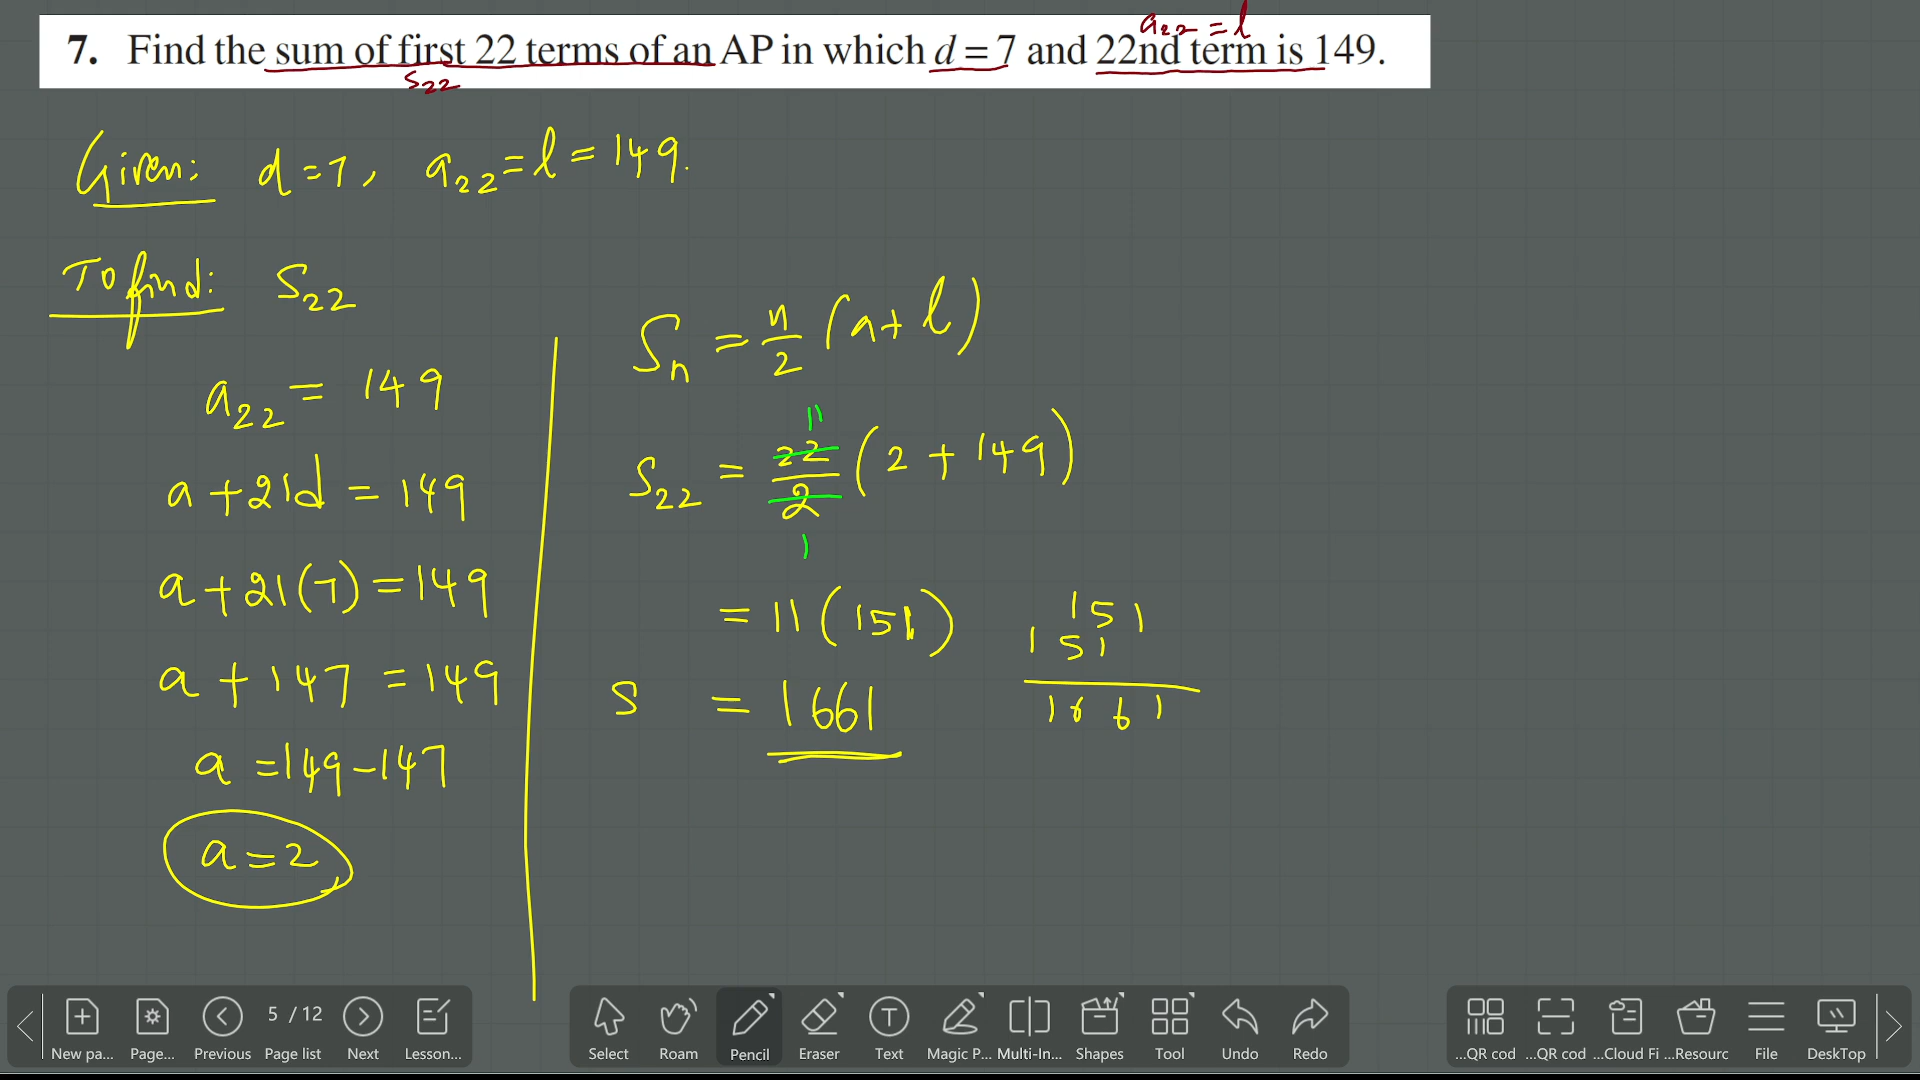 a22 = l
7. Find the sum of first 22 terms of an AP in which d = 7 and 22nd term is 149.
S22
Given: d = 7, a22 = l = 149.
To find: S22
a22 = 149
a + 21d = 149
a + 21(7) = 149
a + 147 = 149
a = 149 - 147
a = 2
Sn = n/2 (a + l)
11
S22 = 22/2 (2 + 149)
1
= 11 (151)
S = 1661
151
151
1661
5 / 12
New pa... Page... Previous Page list Next Lesson...
Select Roam Pencil Eraser Text Magic P... Multi-In... Shapes Tool Undo Redo
...QR cod ...QR cod ...Cloud Fi ...Resourc File DeskTop